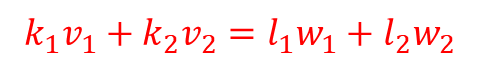 k₁v₁ + k₂v₂ = l₁w₁ + l₂w₂